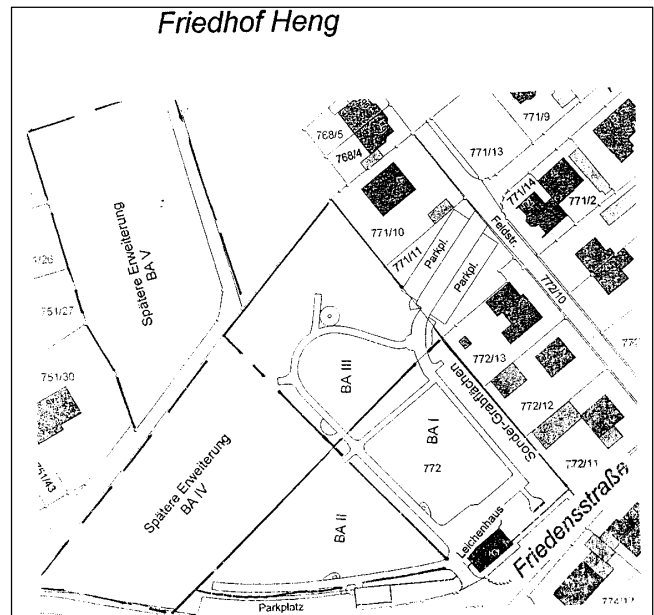 Friedhof Heng
768/5
768/4
771/9
771/13
771/14
771/2
771/10
771/11
Parkpl.
Parkpl.
Feldstr.
772/10
Spätere Erweiterung
BA V
751/27
751/30
772/13
772/12
772/11
Sonder-Grabflächen
BA III
BA I
772
Spätere Erweiterung
BA IV
BA II
Leichenhaus
Friedensstraße
Parkplatz